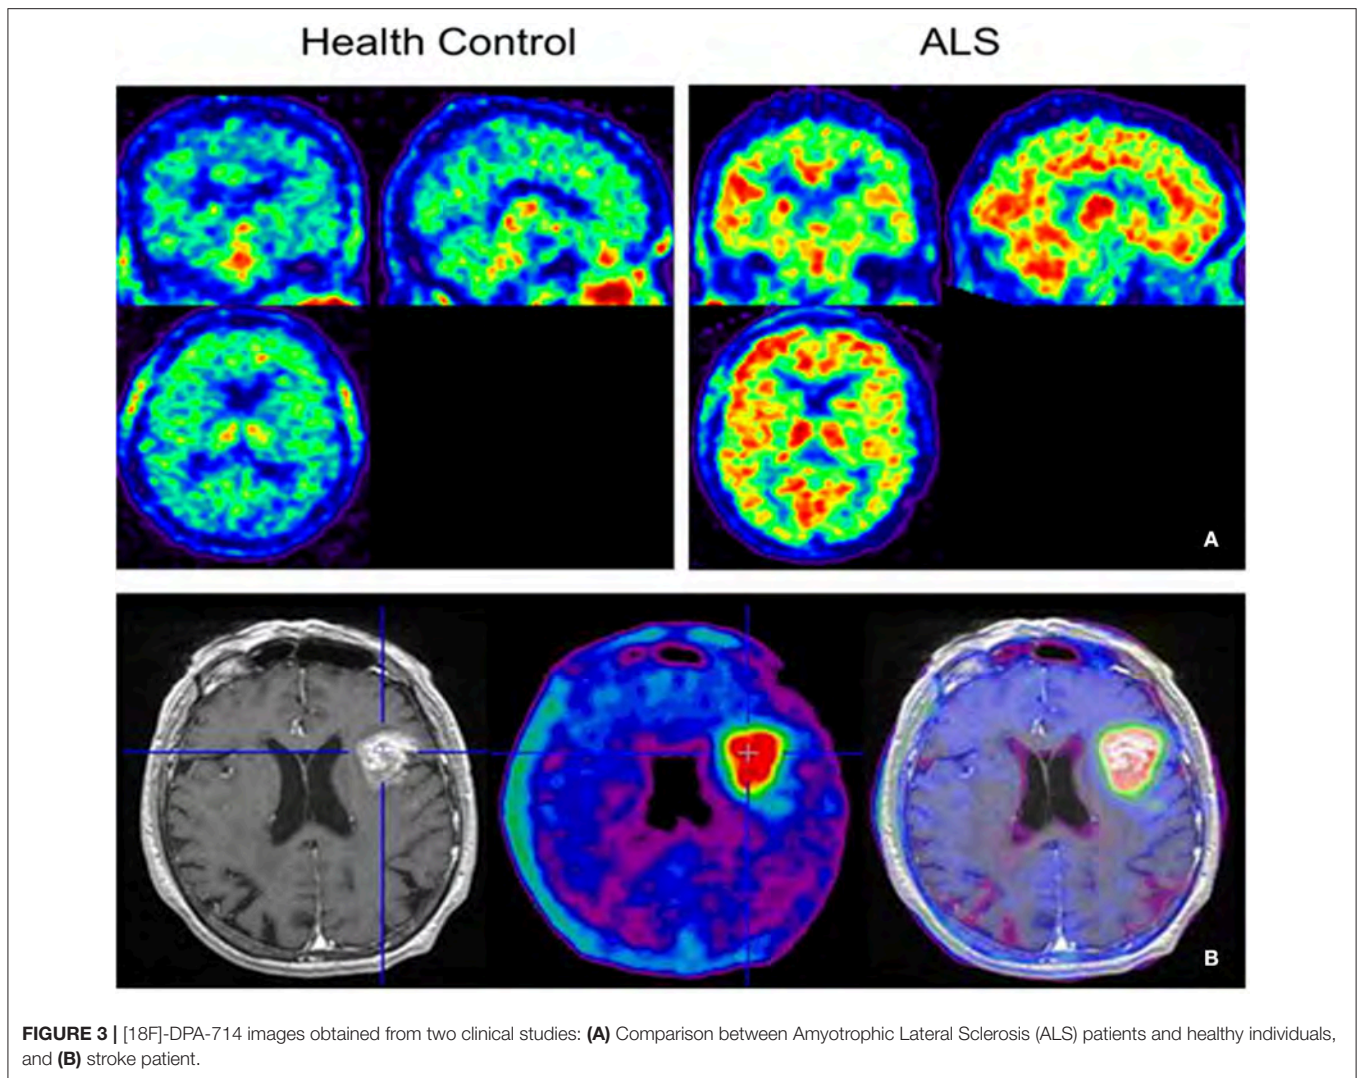 Health Control
ALS
A
B
FIGURE 3 | [18F]-DPA-714 images obtained from two clinical studies: (A) Comparison between Amyotrophic Lateral Sclerosis (ALS) patients and healthy individuals,
and (B) stroke patient.